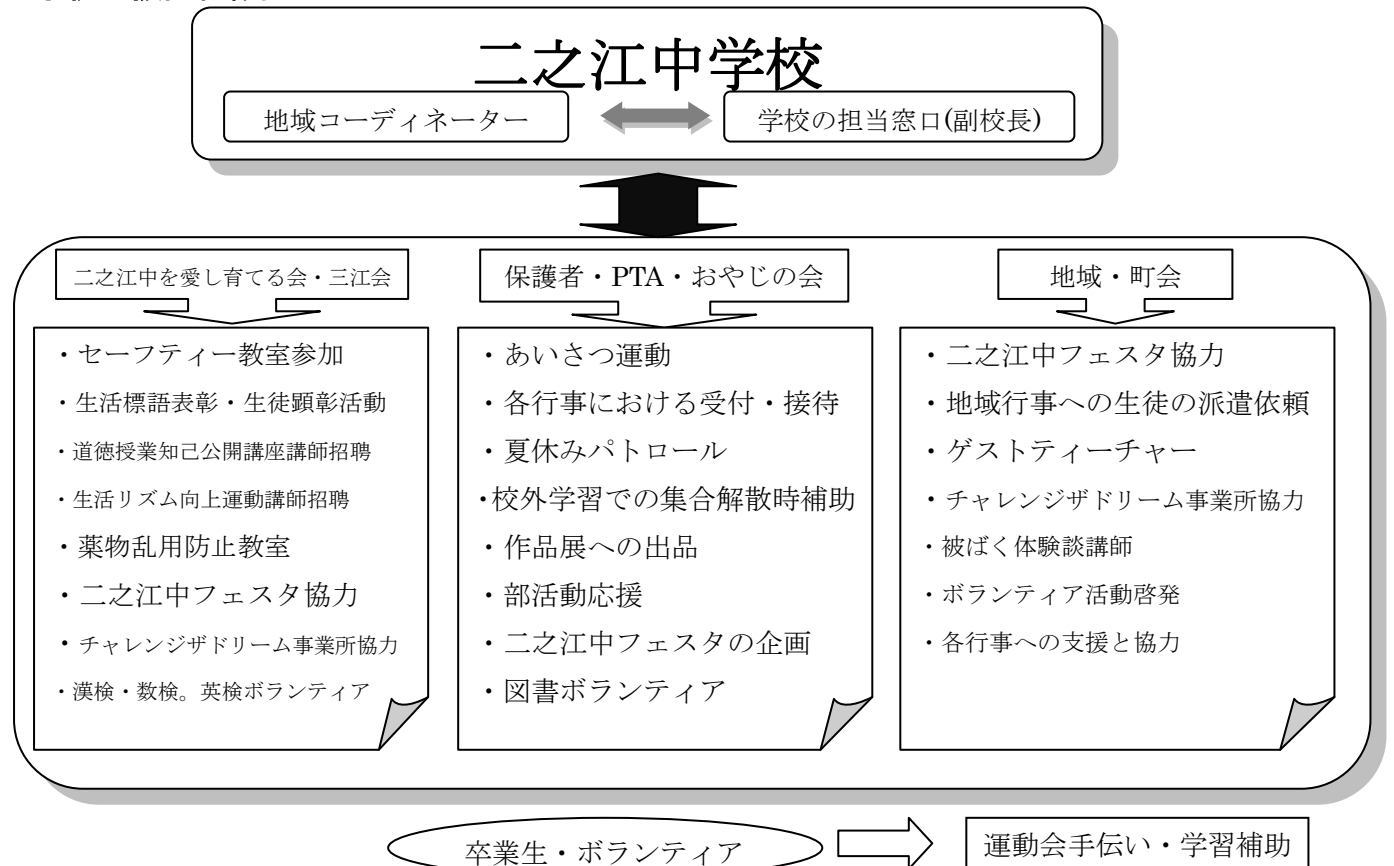 二之江中学校
地域コーディネーター
学校の担当窓口(副校長)
二之江中を愛し育てる会・三江会
・セーフティー教室参加
・生活標語表彰・生徒顕彰活動
・道徳授業知己公開講座講師招聘
・生活リズム向上運動講師招聘
・薬物乱用防止教室
・二之江中フェスタ協力
・チャレンジザドリーム事業所協力
・漢検・数検。英検ボランティア
保護者・PTA・おやじの会
・あいさつ運動
・各行事における受付・接待
・夏休みパトロール
・校外学習での集合解散時補助
・作品展への出品
・部活動応援
・二之江中フェスタの企画
・図書ボランティア
地域・町会
・二之江中フェスタ協力
・地域行事への生徒の派遣依頼
・ゲストティーチャー
・チャレンジザドリーム事業所協力
・被ばく体験談講師
・ボランティア活動啓発
・各行事への支援と協力
卒業生・ボランティア
運動会手伝い・学習補助